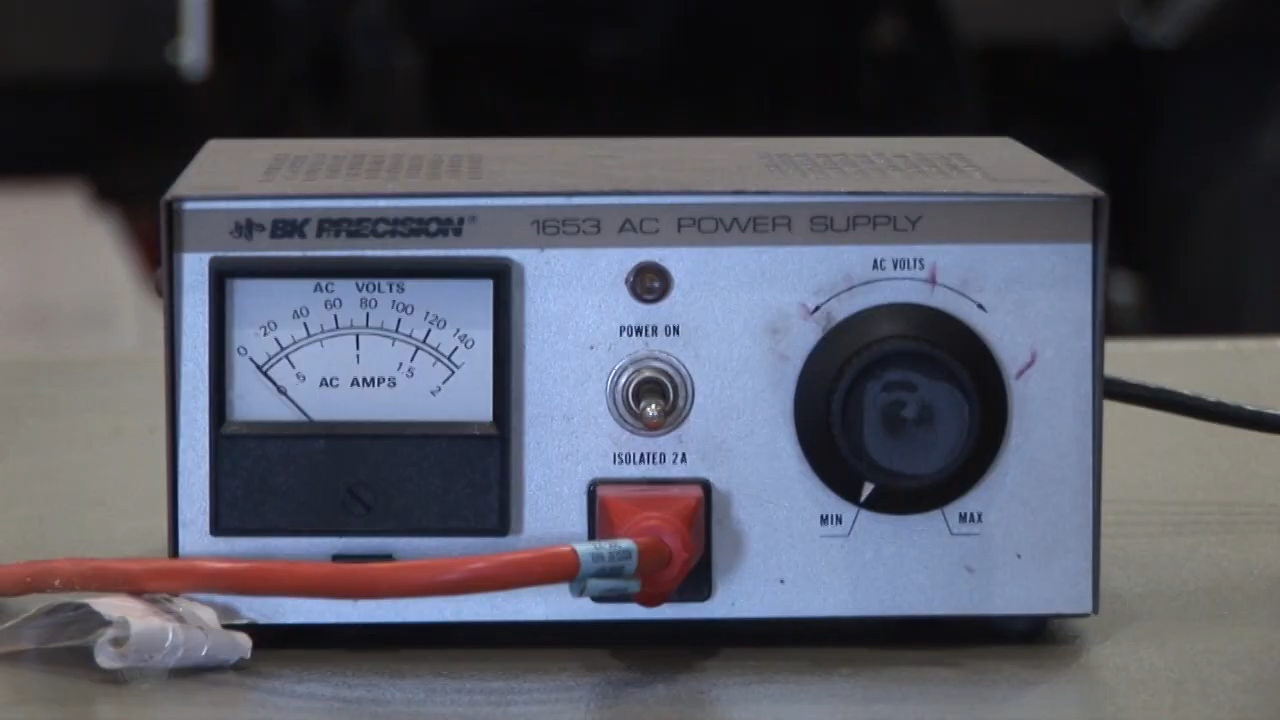 BK PRECISION® 1653 AC POWER SUPPLY
AC VOLTS
0 20 40 60 80 100 120 140
0 .5 1 1.5 2
AC AMPS
POWER ON
ISOLATED 2A
AC VOLTS
MIN MAX